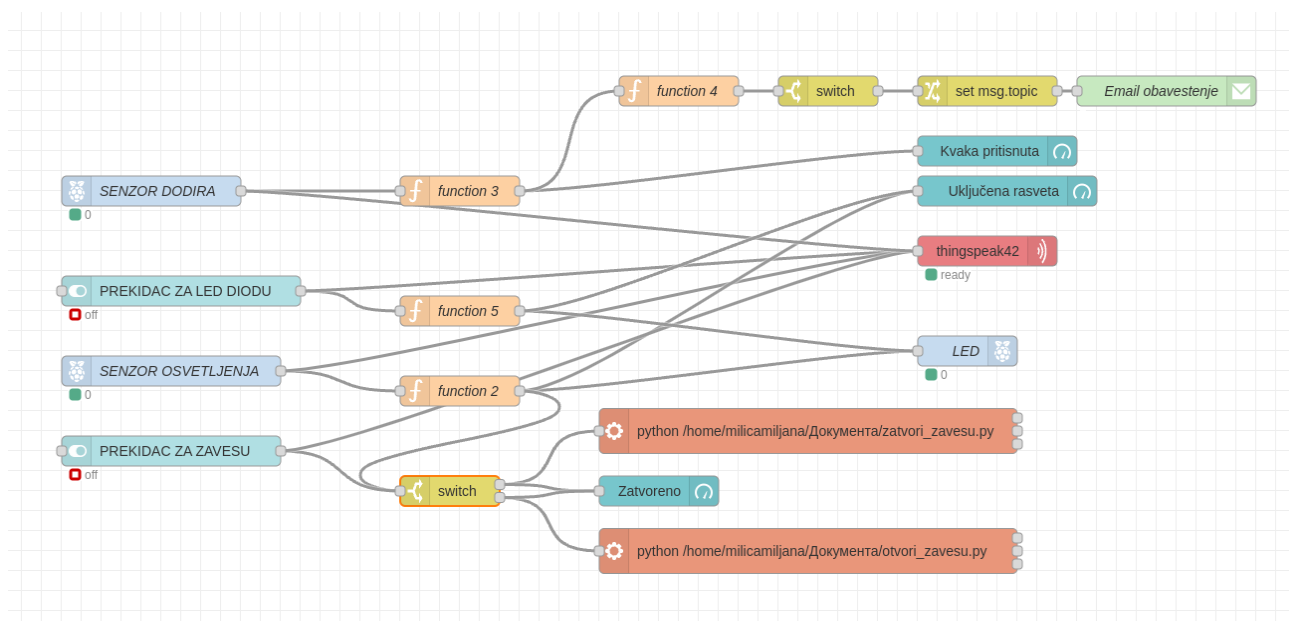 function 4
switch
set msg.topic
Email obavestenje
Kvaka pritisnuta
SENZOR DODIRA
0
function 3
Uključena rasveta
thingspeak42
ready
PREKIDAC ZA LED DIODU
off
function 5
SENZOR OSVETLJENJA
0
function 2
LED
0
PREKIDAC ZA ZAVESU
off
python /home/milicamiljana/Документа/zatvori_zavesu.py
switch
Zatvoreno
python /home/milicamiljana/Документа/otvori_zavesu.py